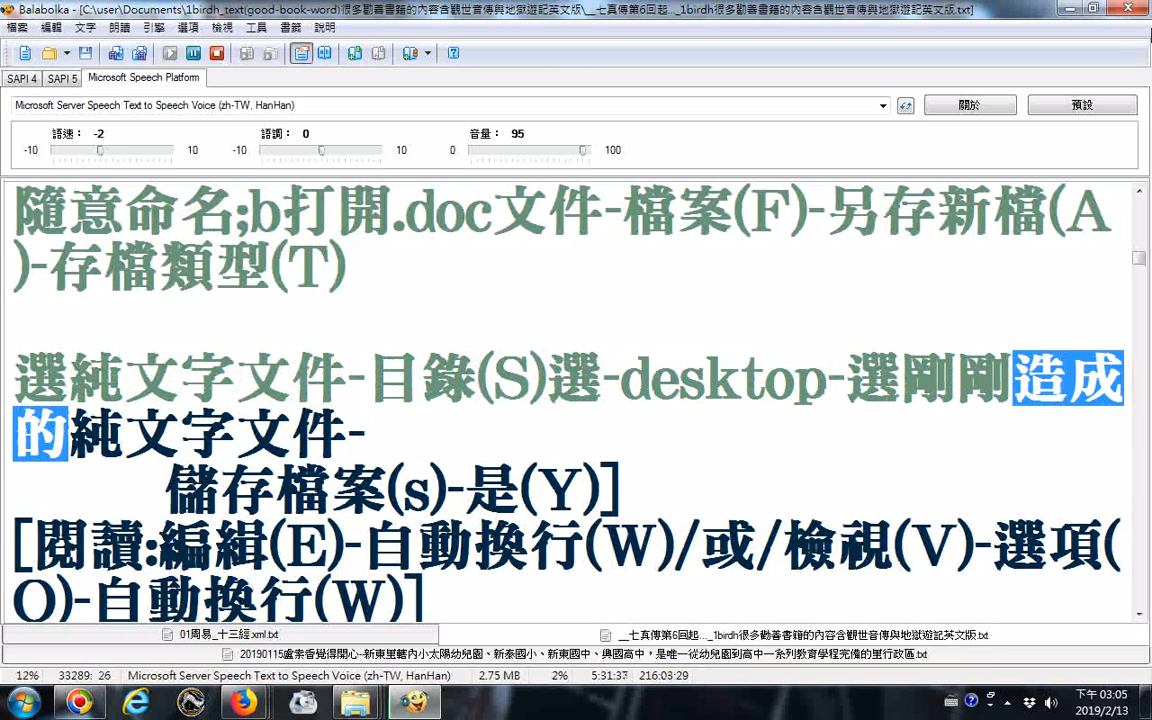 Balabolka - [C:\user\Documents\1birdh_text(good-book-word)很多勸善書籍的內容含觀世音傳與地獄遊記英文版\__七真傳第6回起..._1birdh很多勸善書籍的內容含觀世音傳與地獄遊記英文版.txt]
檔案 編輯 文字 朗讀 引擎 選項 檢視 工具 書籤 說明
SAPI 4 SAPI 5 Microsoft Speech Platform
Microsoft Server Speech Text to Speech Voice (zh-TW, HanHan) 關於 預設
語速： -2 語調： 0 音量： 95
-10 10 -10 10 0 100
隨意命名;b打開.doc文件-檔案(F)-另存新檔(A
)-存檔類型(T)
選純文字文件-目錄(S)選-desktop-選剛剛造成
的純文字文件-
儲存檔案(s)-是(Y)]
[閱讀:編緝(E)-自動換行(W)/或/檢視(V)-選項(
O)-自動換行(W)]
01周易_十三經.xml.txt __七真傳第6回起..._1birdh很多勸善書籍的內容含觀世音傳與地獄遊記英文版.txt
20190115盧素香覺得開心-新東里轄內小太陽幼兒園、新泰國小、新東國中、典國高中，是唯一從幼兒園到高中一系列教育學程完備的里行政區.txt
12% 33289: 26 Microsoft Server Speech Text to Speech Voice (zh-TW, HanHan) 2.75 MB 2% 5:31:37 216:03:29
下午 03:05
2019/2/13